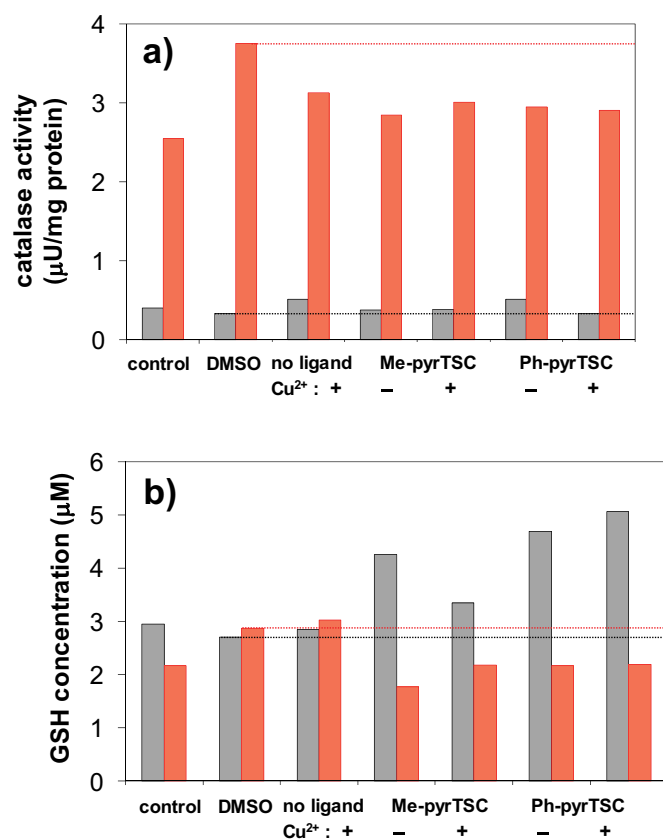 a)
catalase activity
(μU/mg protein)
4
3
2
1
0
control DMSO no ligand Me-pyrTSC Ph-pyrTSC
Cu²⁺ : + – + – +
b)
GSH concentration (μM)
6
5
4
3
2
1
0
control DMSO no ligand Me-pyrTSC Ph-pyrTSC
Cu²⁺ : + – + – +